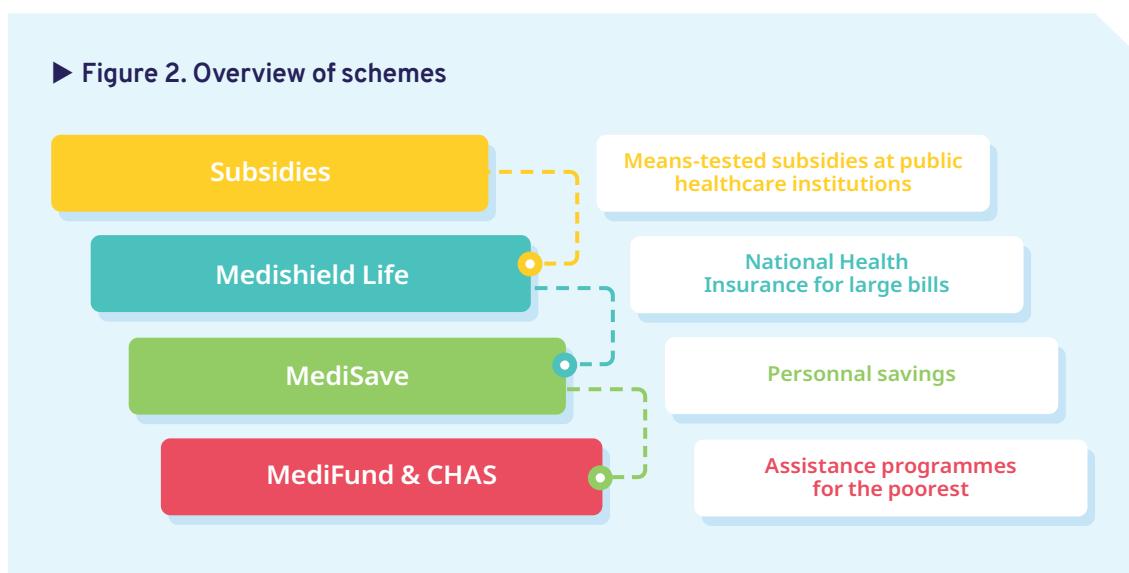 ▶ Figure 2. Overview of schemes
Subsidies
Means-tested subsidies at public
healthcare institutions
Medishield Life
National Health
Insurance for large bills
MediSave
Personnal savings
MediFund & CHAS
Assistance programmes
for the poorest